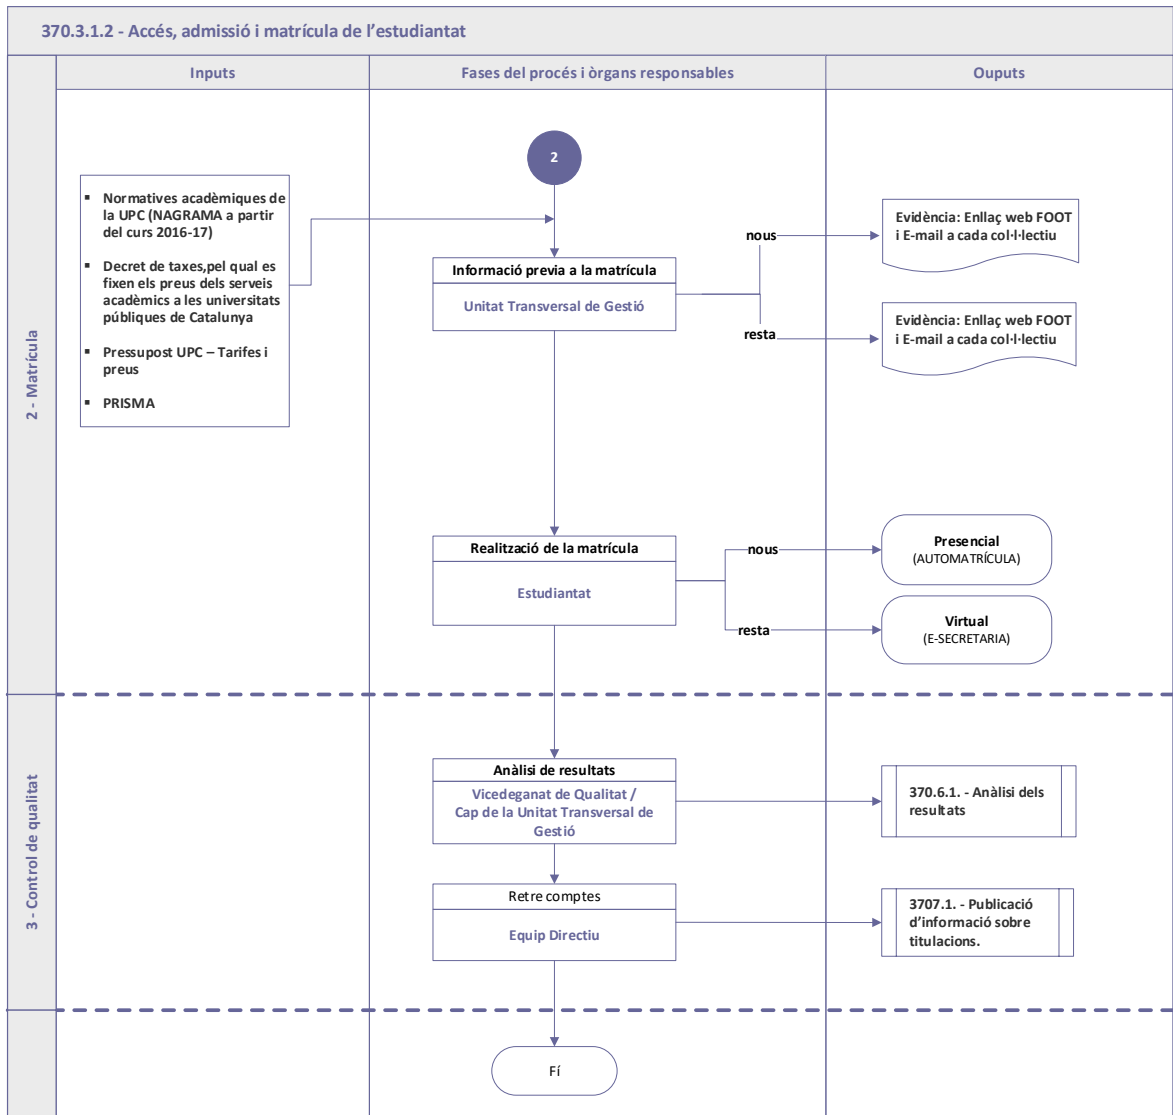 370.3.1.2 - Accés, admissió i matrícula de l’estudiantat
Inputs
Fases del procés i òrgans responsables
Ouputs
2 - Matrícula
2
▪ Normatives acadèmiques de
la UPC (NAGRAMA a partir
del curs 2016-17)
▪ Decret de taxes,pel qual es
fixen els preus dels serveis
acadèmics a les universitats
públiques de Catalunya
▪ Pressupost UPC – Tarifes i
preus
▪ PRISMA
Informació previa a la matrícula
Unitat Transversal de Gestió
nous
Evidència: Enllaç web FOOT
i E-mail a cada col·l·lectiu
resta
Evidència: Enllaç web FOOT
i E-mail a cada col·l·lectiu
Realització de la matrícula
Estudiantat
nous
Presencial
(AUTOMATRÍCULA)
resta
Virtual
(E-SECRETARIA)
3 - Control de qualitat
Anàlisi de resultats
Vicedeganat de Qualitat /
Cap de la Unitat Transversal de
Gestió
370.6.1. - Anàlisi dels
resultats
Retre comptes
Equip Directiu
3707.1. - Publicació
d’informació sobre
titulacions.
Fí